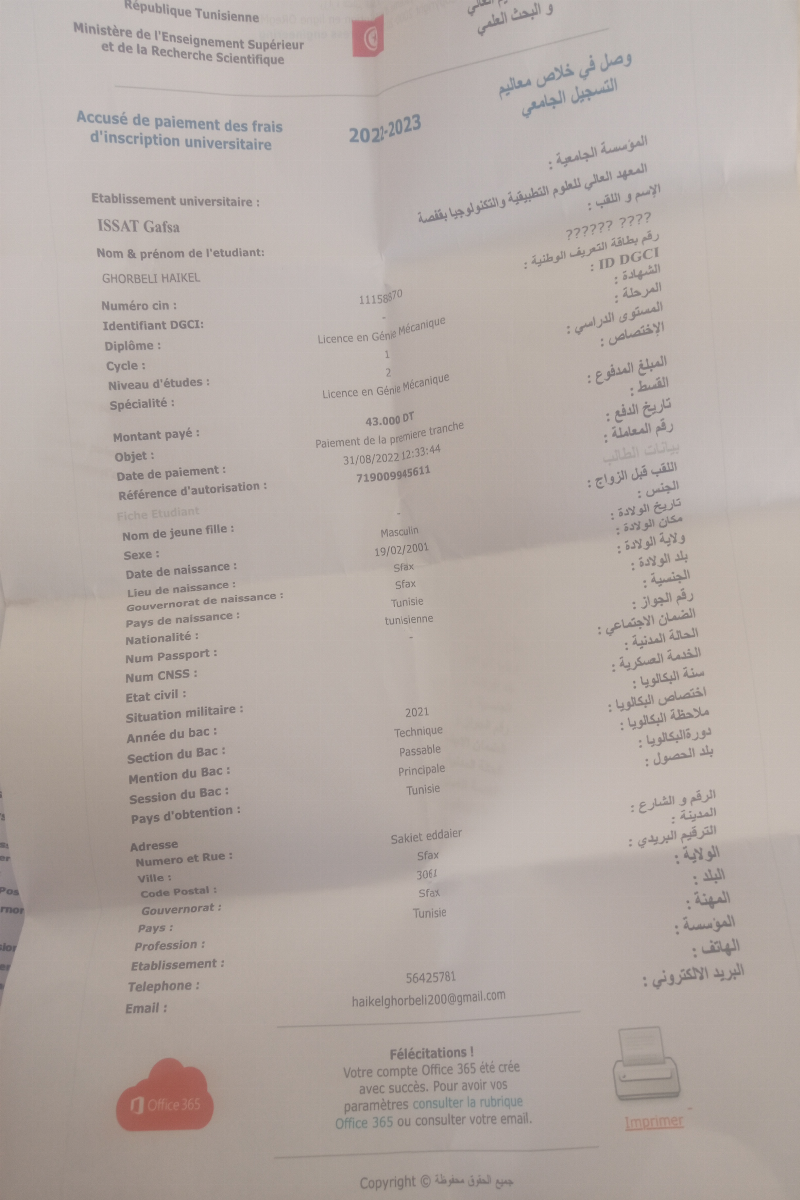 République Tunisienne
Ministère de l'Enseignement Supérieur
et de la Recherche Scientifique
و البحث العلمي
Accusé de paiement des frais
d'inscription universitaire
2022-2023
وصل في خلاص معاليم
التسجيل الجامعي
Etablissement universitaire :
المؤسسة الجامعية :
ISSAT Gafsa
المعهد العالي للعلوم التطبيقية والتكنولوجيا بقفصة
Nom & prénom de l'etudiant:
الإسم و اللقب :
GHORBELI HAIKEL
???? ??????
Numéro cin :
11158870
رقم بطاقة التعريف الوطنية :
Identifiant DGCI:
-
ID DGCI :
Diplôme :
Licence en Génie Mécanique
الشهادة :
Cycle :
1
المرحلة :
Niveau d'études :
2
المستوى الدراسي :
Spécialité :
Licence en Génie Mécanique
الإختصاص :
Montant payé :
43.000 DT
المبلغ المدفوع :
Objet :
Paiement de la premiere tranche
القسط :
Date de paiement :
31/08/2022 12:33:44
تاريخ الدفع :
Référence d'autorisation :
719009945611
رقم المعاملة :
Fiche Etudiant
بيانات الطالب
Nom de jeune fille :
-
اللقب قبل الزواج :
Sexe :
Masculin
الجنس :
Date de naissance :
19/02/2001
تاريخ الولادة :
Lieu de naissance :
Sfax
مكان الولادة :
Gouvernorat de naissance :
Sfax
ولاية الولادة :
Pays de naissance :
Tunisie
بلد الولادة :
Nationalité :
tunisienne
الجنسية :
Num Passport :
-
رقم الجواز :
Num CNSS :
الضمان الاجتماعي :
Etat civil :
الحالة المدنية :
Situation militaire :
الخدمة العسكرية :
Année du bac :
2021
سنة البكالويا :
Section du Bac :
Technique
اختصاص البكالويا :
Mention du Bac :
Passable
ملاحظة البكالويا :
Session du Bac :
Principale
دورةالبكالويا :
Pays d'obtention :
Tunisie
بلد الحصول :
Adresse
Numero et Rue :
Sakiet eddaier
الرقم و الشارع :
Ville :
Sfax
المدينة :
Code Postal :
3061
الترقيم البريدي :
Gouvernorat :
Sfax
الولاية :
Pays :
Tunisie
البلد :
Profession :
المهنة :
Etablissement :
المؤسسة :
Telephone :
56425781
الهاتف :
Email :
haikelghorbeli200@gmail.com
البريد الالكتروني :
Office 365
Félécitations !
Votre compte Office 365 été crée
avec succès. Pour avoir vos
paramètres consulter la rubrique
Office 365 ou consulter votre email.
Imprimer
Copyright © جميع الحقوق محفوظة